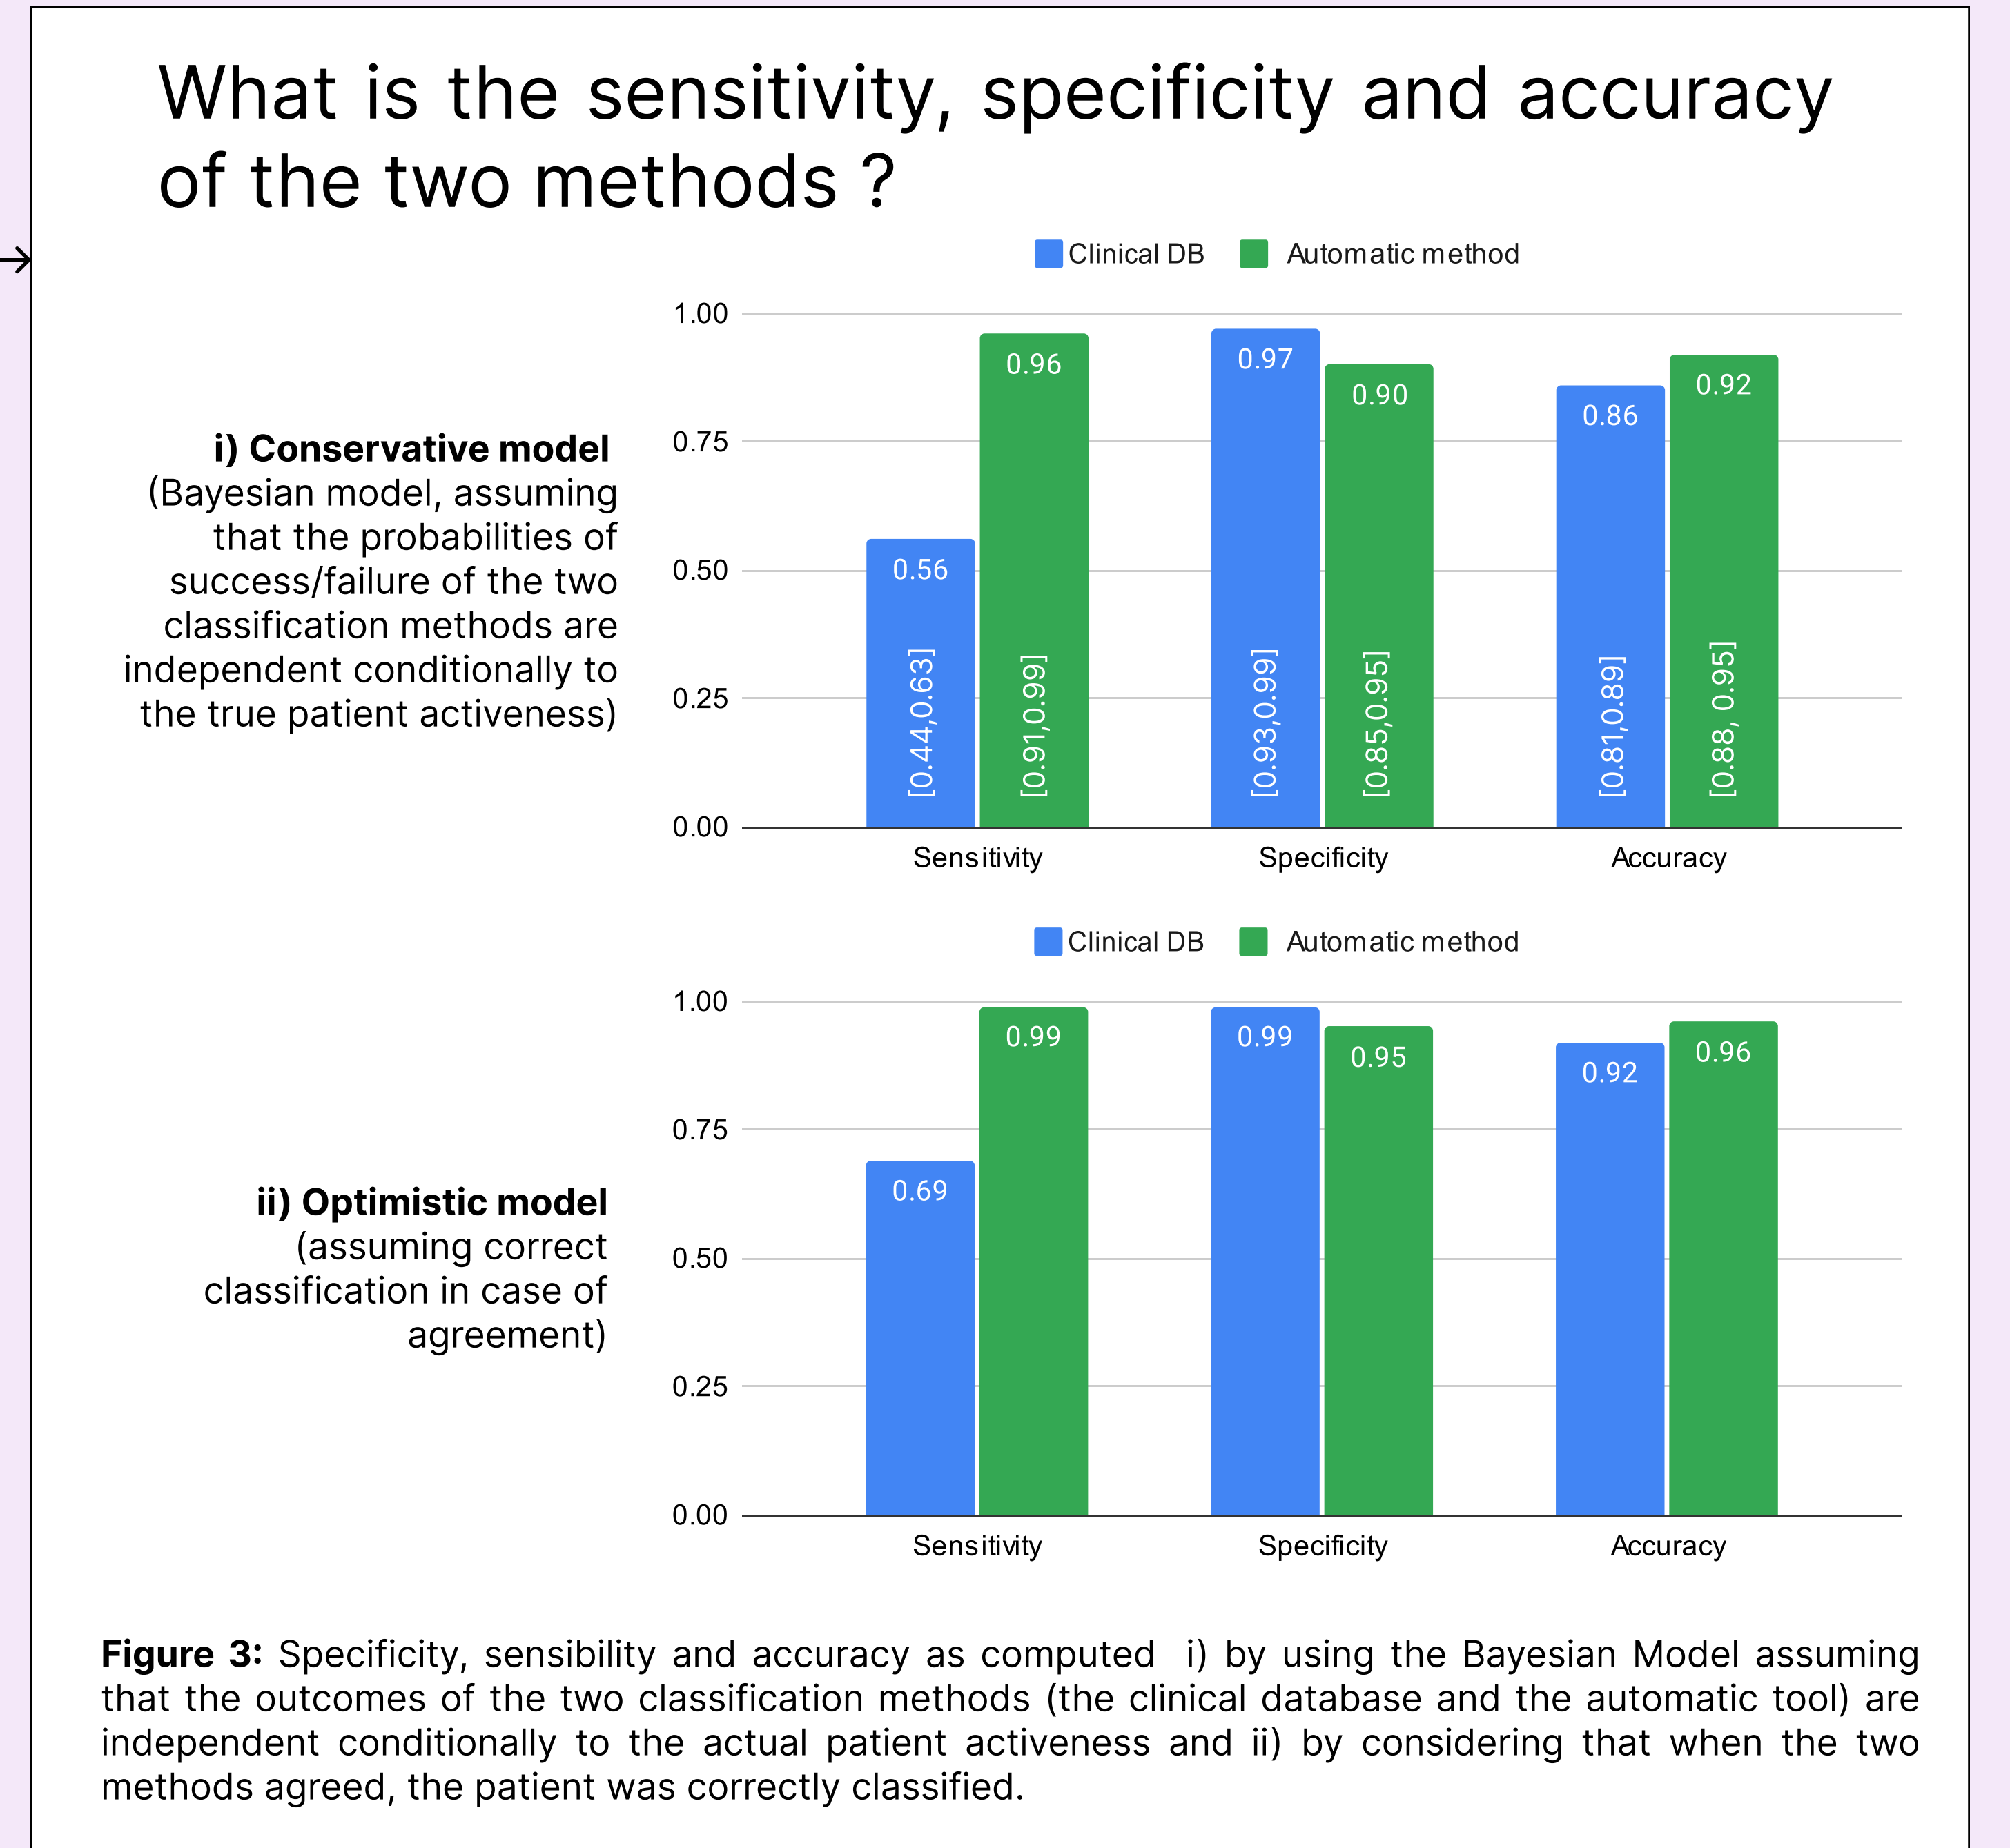 What is the sensitivity, specificity and accuracy
of the two methods ?
Clinical DB Automatic method
i) Conservative model
(Bayesian model, assuming
that the probabilities of
success/failure of the two
classification methods are
independent conditionally to
the true patient activeness)
1.00
0.75
0.50
0.25
0.00
0.56
0.96
0.97
0.90
0.86
0.92
[0.44,0.63]
[0.91,0.99]
[0.93,0.99]
[0.85,0.95]
[0.81,0.89]
[0.88, 0.95]
Sensitivity Specificity Accuracy
Clinical DB Automatic method
ii) Optimistic model
(assuming correct
classification in case of
agreement)
1.00
0.75
0.50
0.25
0.00
0.69
0.99
0.99
0.95
0.92
0.96
Sensitivity Specificity Accuracy
Figure 3: Specificity, sensibility and accuracy as computed i) by using the Bayesian Model assuming
that the outcomes of the two classification methods (the clinical database and the automatic tool) are
independent conditionally to the actual patient activeness and ii) by considering that when the two
methods agreed, the patient was correctly classified.